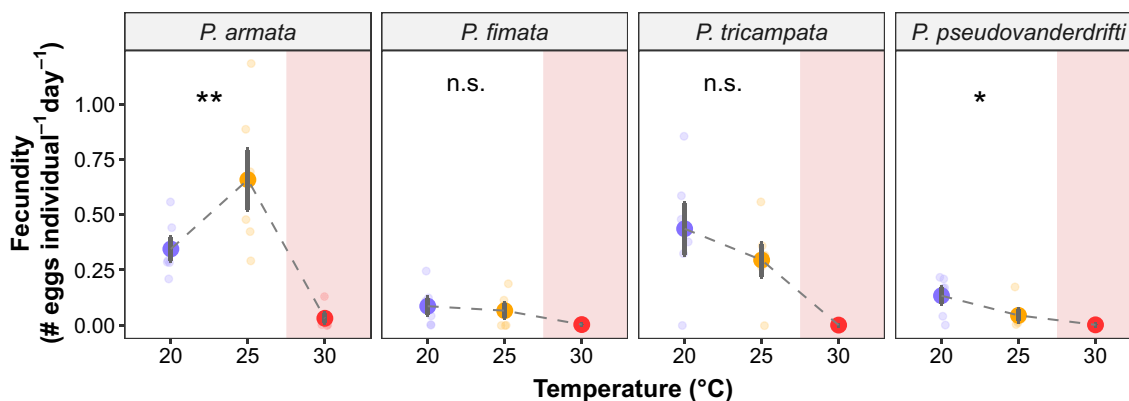 P. armata
P. fimata
P. tricampata
P. pseudovanderdrifti
Fecundity
(# eggs individual⁻¹day⁻¹)
1.00
0.75
0.50
0.25
0.00
**
n.s.
n.s.
*
20 25 30
20 25 30
20 25 30
20 25 30
Temperature (°C)